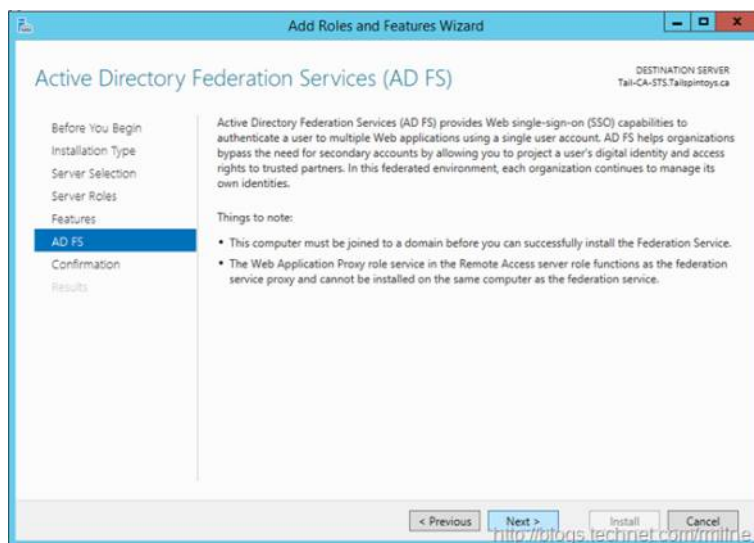 Add Roles and Features Wizard
Active Directory Federation Services (AD FS)
DESTINATION SERVER
Tail-CA-STS.Tailspintoys.ca
Before You Begin
Installation Type
Server Selection
Server Roles
Features
AD FS
Confirmation
Results
Active Directory Federation Services (AD FS) provides Web single-sign-on (SSO) capabilities to
authenticate a user to multiple Web applications using a single user account. AD FS helps organizations
bypass the need for secondary accounts by allowing you to project a user's digital identity and access
rights to trusted partners. In this federated environment, each organization continues to manage its
own identities.
Things to note:
• This computer must be joined to a domain before you can successfully install the Federation Service.
• The Web Application Proxy role service in the Remote Access server role functions as the federation
service proxy and cannot be installed on the same computer as the federation service.
< Previous
Next >
Install
Cancel
http://blogs.technet.com/rmilne